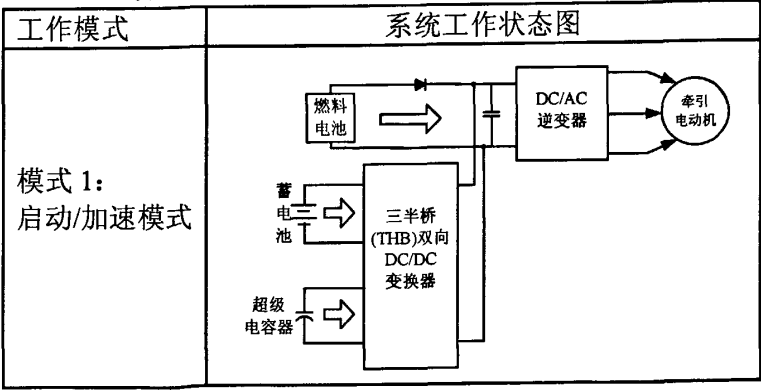 工作模式
系统工作状态图
模式1:
启动/加速模式
燃料
电池
DC/AC
逆变器
牵引
电动机
蓄
电
池
三半桥
(THB)双向
DC/DC
变换器
超级
电容器